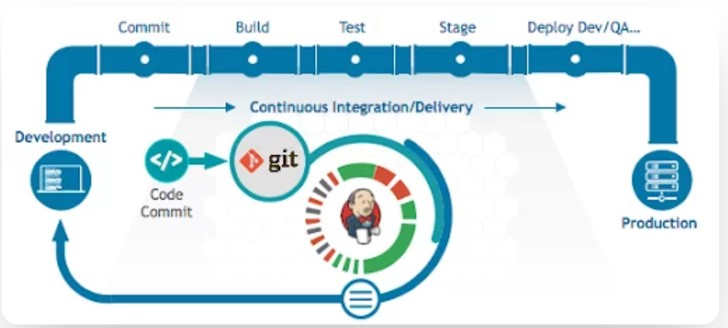 Commit
Build
Test
Stage
Deploy Dev/QA...
Continuous Integration/Delivery
Development
</>
git
Code
Commit
Production